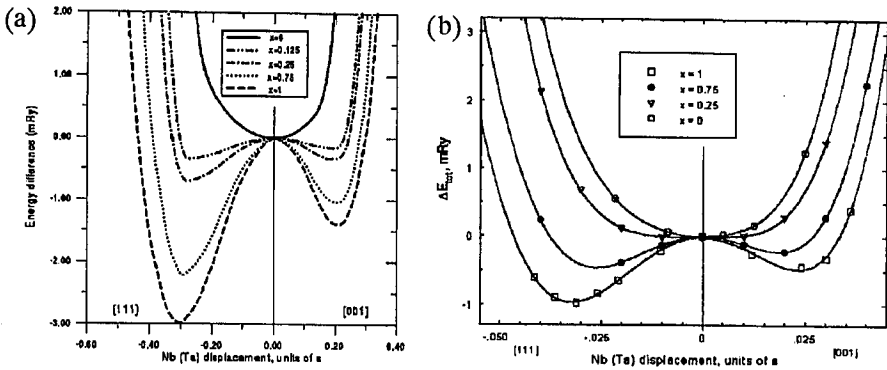 (a)
2.00
1.00
0.00
-1.00
-2.00
-3.00
Energy difference (mRy)
x=0
x=0.125
x=0.25
x=0.75
x=1
[111]
[001]
-0.60
-0.40
-0.20
0.00
0.20
0.40
Nb (Ta) displacement, units of a
(b)
3
2
1
0
-1
ΔE tot, mRy
x = 1
x = 0.75
x = 0.25
x = 0
-.050
-.025
0
.025
.050
[111]
Nb (Ta) displacement, units of a
[001]